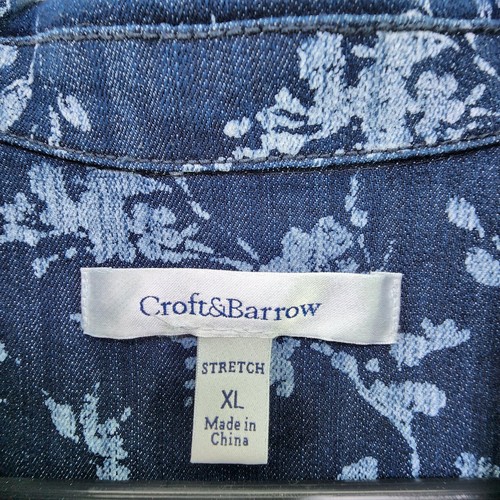 Croft&Barrow
STRETCH
XL
Made in
China